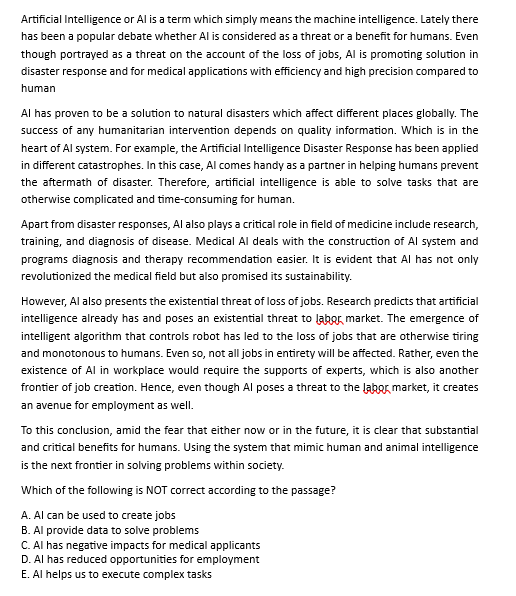 Artificial Intelligence or AI is a term which simply means the machine intelligence. Lately there
has been a popular debate whether AI is considered as a threat or a benefit for humans. Even
though portrayed as a threat on the account of the loss of jobs, AI is promoting solution in
disaster response and for medical applications with efficiency and high precision compared to
human
AI has proven to be a solution to natural disasters which affect different places globally. The
success of any humanitarian intervention depends on quality information. Which is in the
heart of AI system. For example, the Artificial Intelligence Disaster Response has been applied
in different catastrophes. In this case, AI comes handy as a partner in helping humans prevent
the aftermath of disaster. Therefore, artificial intelligence is able to solve tasks that are
otherwise complicated and time-consuming for human.
Apart from disaster responses, AI also plays a critical role in field of medicine include research,
training, and diagnosis of disease. Medical AI deals with the construction of AI system and
programs diagnosis and therapy recommendation easier. It is evident that AI has not only
revolutionized the medical field but also promised its sustainability.
However, AI also presents the existential threat of loss of jobs. Research predicts that artificial
intelligence already has and poses an existential threat to labor market. The emergence of
intelligent algorithm that controls robot has led to the loss of jobs that are otherwise tiring
and monotonous to humans. Even so, not all jobs in entirety will be affected. Rather, even the
existence of AI in workplace would require the supports of experts, which is also another
frontier of job creation. Hence, even though AI poses a threat to the labor market, it creates
an avenue for employment as well.
To this conclusion, amid the fear that either now or in the future, it is clear that substantial
and critical benefits for humans. Using the system that mimic human and animal intelligence
is the next frontier in solving problems within society.
Which of the following is NOT correct according to the passage?
A. AI can be used to create jobs
B. AI provide data to solve problems
C. AI has negative impacts for medical applicants
D. AI has reduced opportunities for employment
E. AI helps us to execute complex tasks